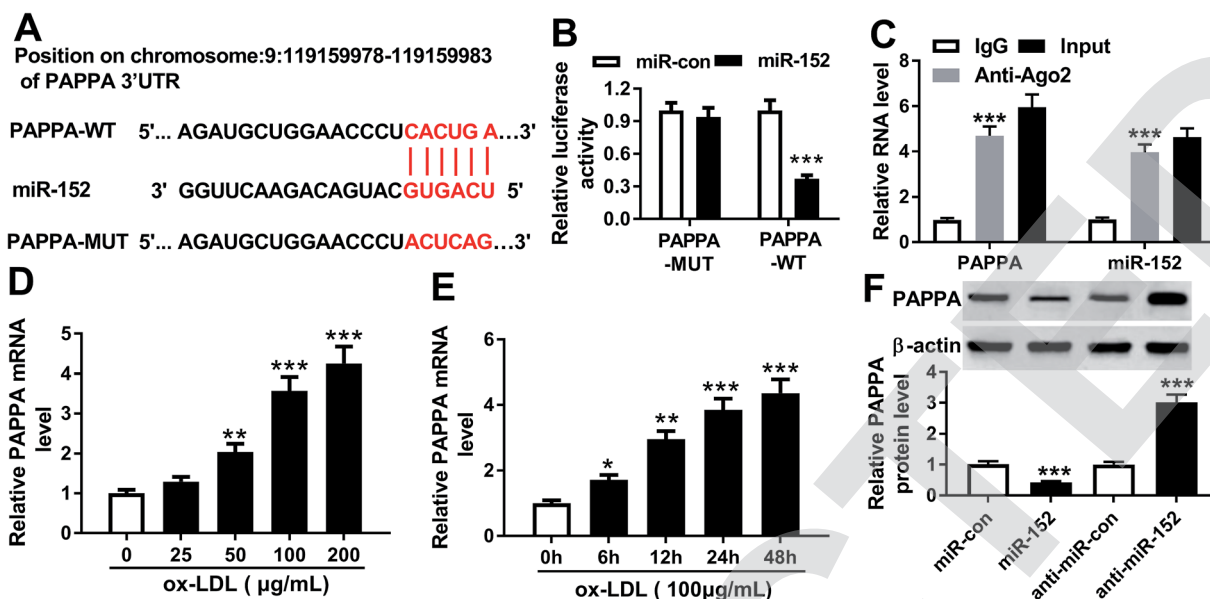 A
Position on chromosome:9:119159978-119159983
of PAPPA 3'UTR
PAPPA-WT 5'... AGAUGCUGGAACCCUCACUG A...3'
miR-152 3' GGUUCAAGACAGUACGUGACU 5'
PAPPA-MUT 5'... AGAUGCUGGAACCCUACUCAG...3'
B
miR-con miR-152
Relative luciferase
activity
1.2
0.9
0.6
0.3
0.0
***
PAPPA
-MUT
PAPPA
-WT
C
IgG Input
Anti-Ago2
Relative RNA level
8
6
4
2
0
***
***
PAPPA miR-152
D
Relative PAPPA mRNA
level
5
4
3
2
1
0
**
***
***
0 25 50 100 200
ox-LDL ( μg/mL)
E
Relative PAPPA mRNA
level
6
4
2
0
*
**
***
***
0h 6h 12h 24h 48h
ox-LDL ( 100μg/mL)
F
PAPPA
β-actin
Relative PAPPA
protein level
4
3
2
1
0
***
***
miR-con
miR-152
anti-miR-con
anti-miR-152